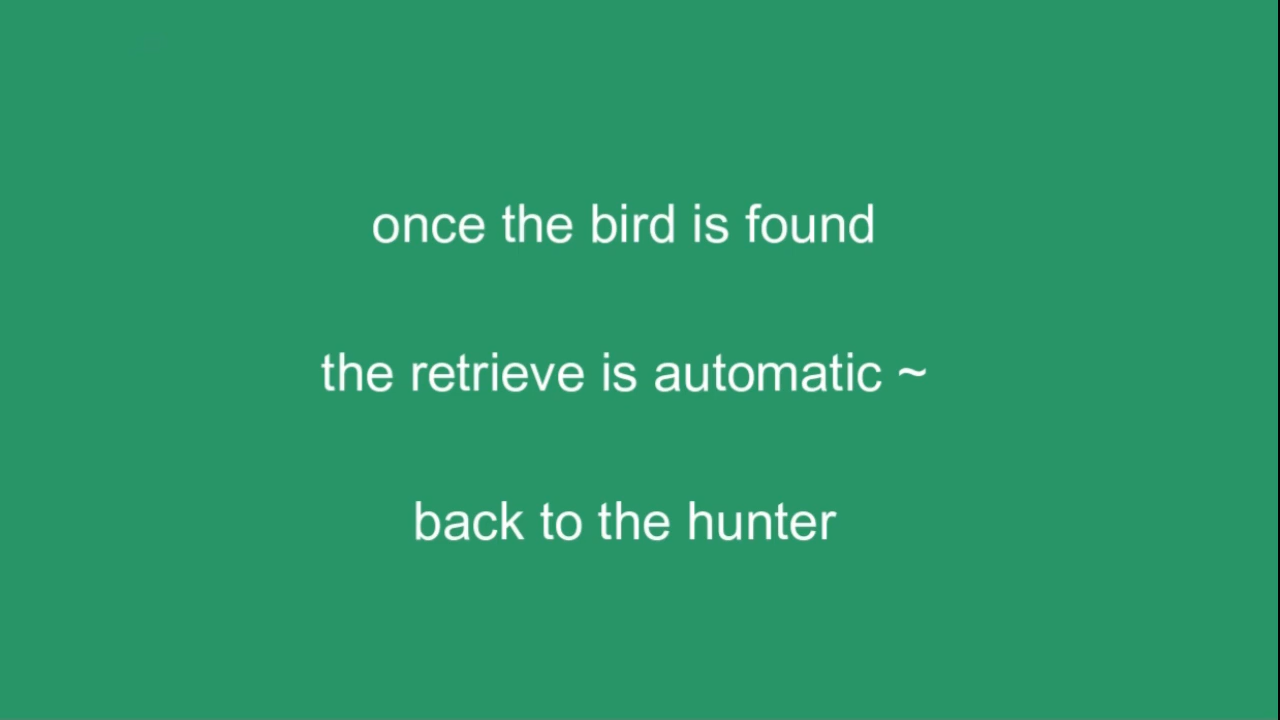 once the bird is found
the retrieve is automatic ~
back to the hunter